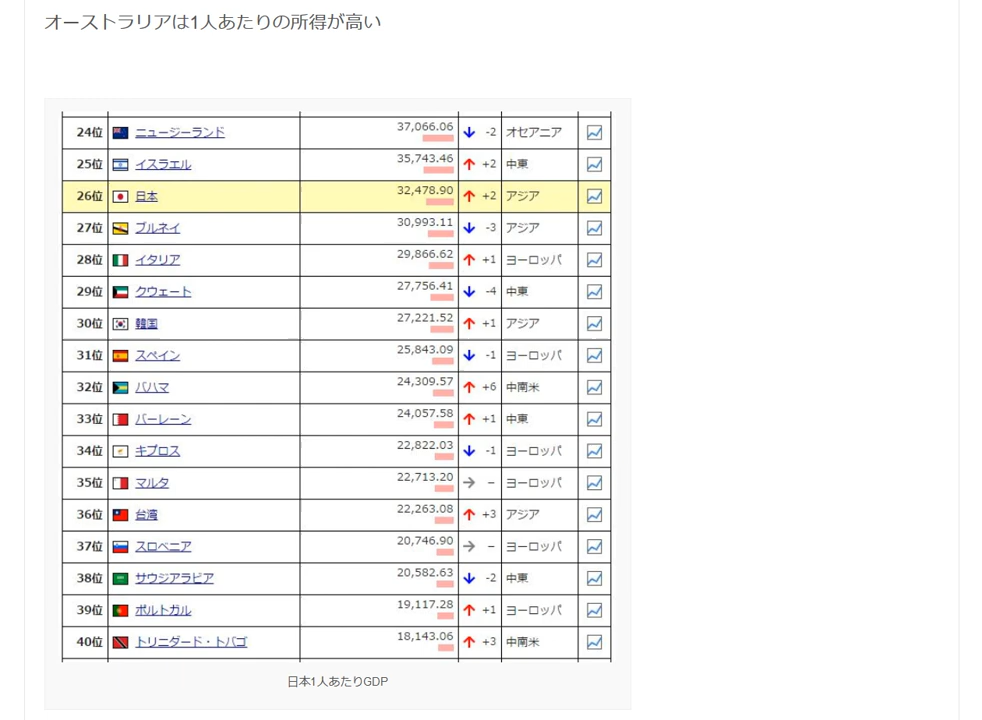 オーストラリアは1人あたりの所得が高い
24位 ニュージーランド 37,066.06 -2 オセアニア
25位 イスラエル 35,743.46 +2 中東
26位 日本 32,478.90 +2 アジア
27位 ブルネイ 30,993.11 -3 アジア
28位 イタリア 29,866.62 +1 ヨーロッパ
29位 クウェート 27,756.41 -4 中東
30位 韓国 27,221.52 +1 アジア
31位 スペイン 25,843.09 -1 ヨーロッパ
32位 バハマ 24,309.57 +6 中南米
33位 バーレーン 24,057.58 +1 中東
34位 キプロス 22,822.03 -1 ヨーロッパ
35位 マルタ 22,713.20 - ヨーロッパ
36位 台湾 22,263.08 +3 アジア
37位 スロベニア 20,746.90 - ヨーロッパ
38位 サウジアラビア 20,582.63 -2 中東
39位 ポルトガル 19,117.28 +1 ヨーロッパ
40位 トリニダード・トバゴ 18,143.06 +3 中南米
日本1人あたりGDP